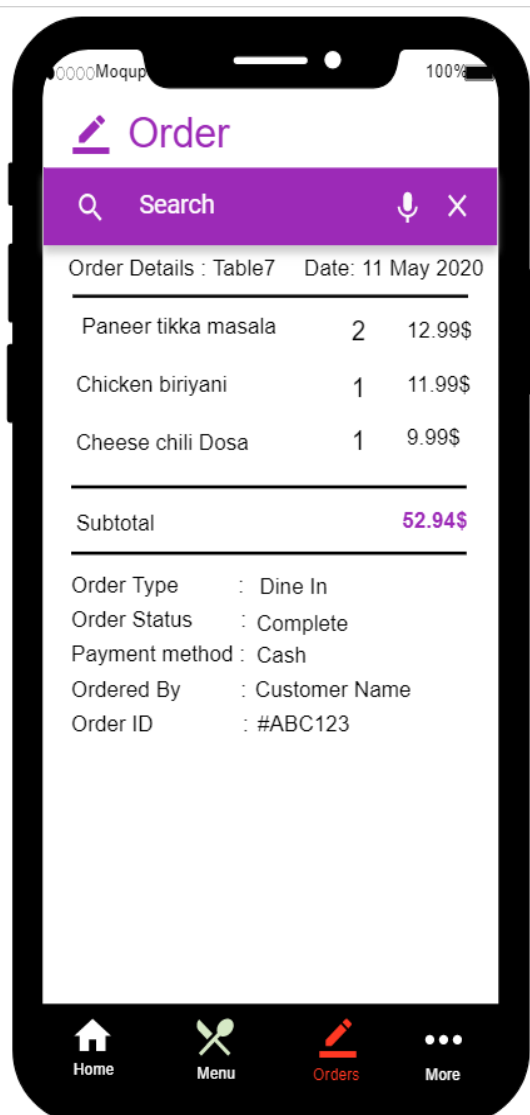 Moqup 100%
Order
Search
Order Details : Table7 Date: 11 May 2020
Paneer tikka masala 2 12.99$
Chicken biriyani 1 11.99$
Cheese chili Dosa 1 9.99$
Subtotal 52.94$
Order Type : Dine In
Order Status : Complete
Payment method : Cash
Ordered By : Customer Name
Order ID : #ABC123
Home Menu Orders More